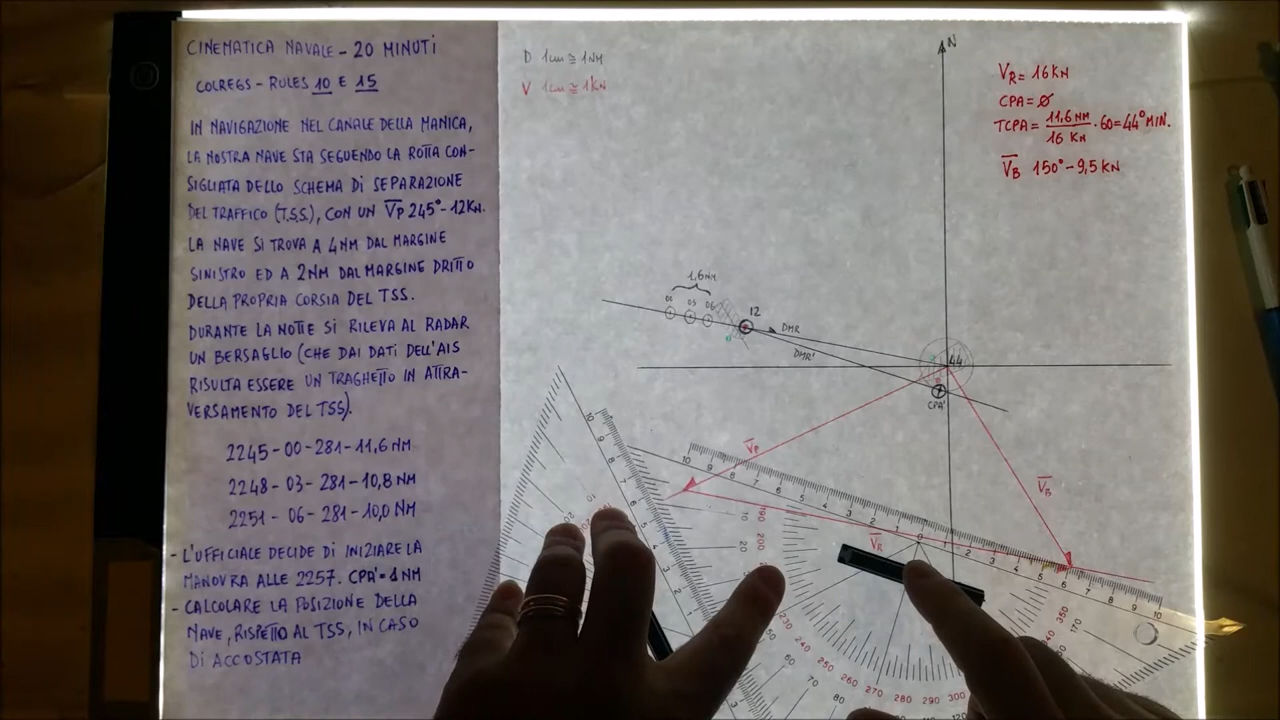 CINEMATICA NAVALE - 20 MINUTI
COLREGS - RULES 10 E 15
IN NAVIGAZIONE NEL CANALE DELLA MANICA,
LA NOSTRA NAVE STA SEGUENDO LA ROTTA CON-
SIGLIATA DELLO SCHEMA DI SEPARAZIONE
DEL TRAFFICO (T.S.S.), CON UN VP 245° - 12KN.
LA NAVE SI TROVA A 4NM DAL MARGINE
SINISTRO ED A 2NM DAL MARGINE DRITTO
DELLA PROPRIA CORSIA DEL TSS.
DURANTE LA NOTTE SI RILEVA AL RADAR
UN BERSAGLIO (CHE DAI DATI DELL'AIS
RISULTA ESSERE UN TRAGHETTO IN ATTRA-
VERSAMENTO DEL TSS).
2245-00-281-11,6 NM
2248-03-281-10,8 NM
2251-06-281-10,0 NM
- L'UFFICIALE DECIDE DI INIZIARE LA
MANOVRA ALLE 2257. CPA'=1 NM
- CALCOLARE LA POSIZIONE DELLA
NAVE, RISPETTO AL TSS, IN CASO
DI ACCOSTATA
D 1cm ≅ 1NM
V 1cm ≅ 1KN
N
VR = 16KN
CPA = Ø
TCPA = 11,6 NM / 16 KN · 60 = 44° MIN.
VB 150° - 9,5 KN
1,6NM
00 03 06
12
DMR
DMR'
44
CPA'
VP
VB
VR